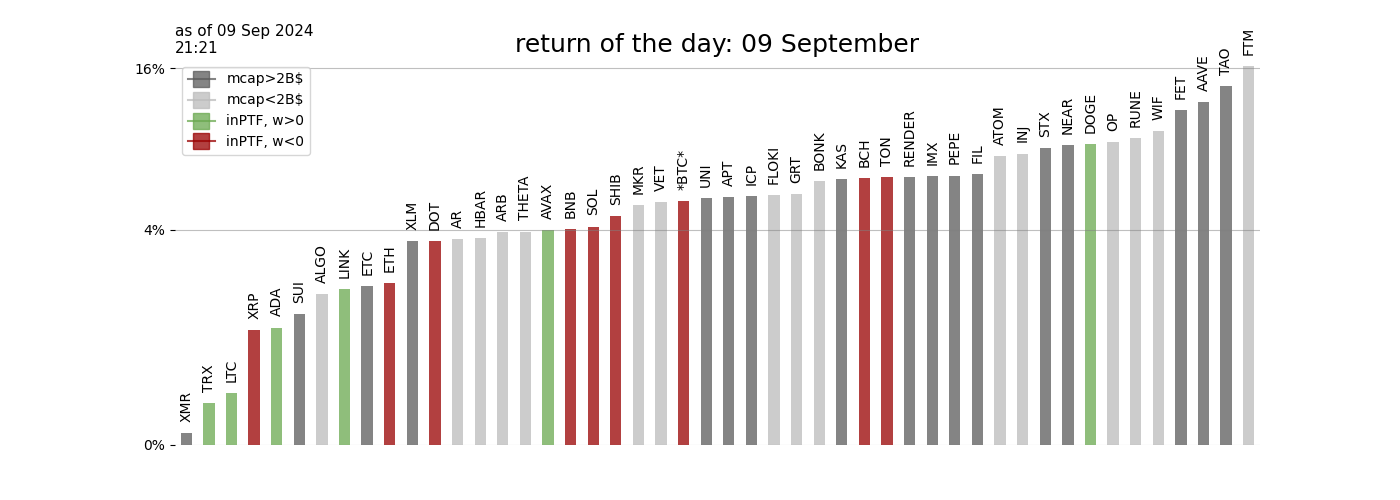 as of 09 Sep 2024
21:21
return of the day: 09 September
16%
4%
0%
mcap>2B$
mcap<2B$
inPTF, w>0
inPTF, w<0
XMR
TRX
LTC
XRP
ADA
SUI
ALGO
LINK
ETC
ETH
XLM
DOT
AR
HBAR
ARB
THETA
AVAX
BNB
SOL
SHIB
MKR
VET
*BTC*
UNI
APT
ICP
FLOKI
GRT
BONK
KAS
BCH
TON
RENDER
IMX
PEPE
FIL
ATOM
INJ
STX
NEAR
DOGE
OP
RUNE
WIF
FET
AAVE
TAO
FTM